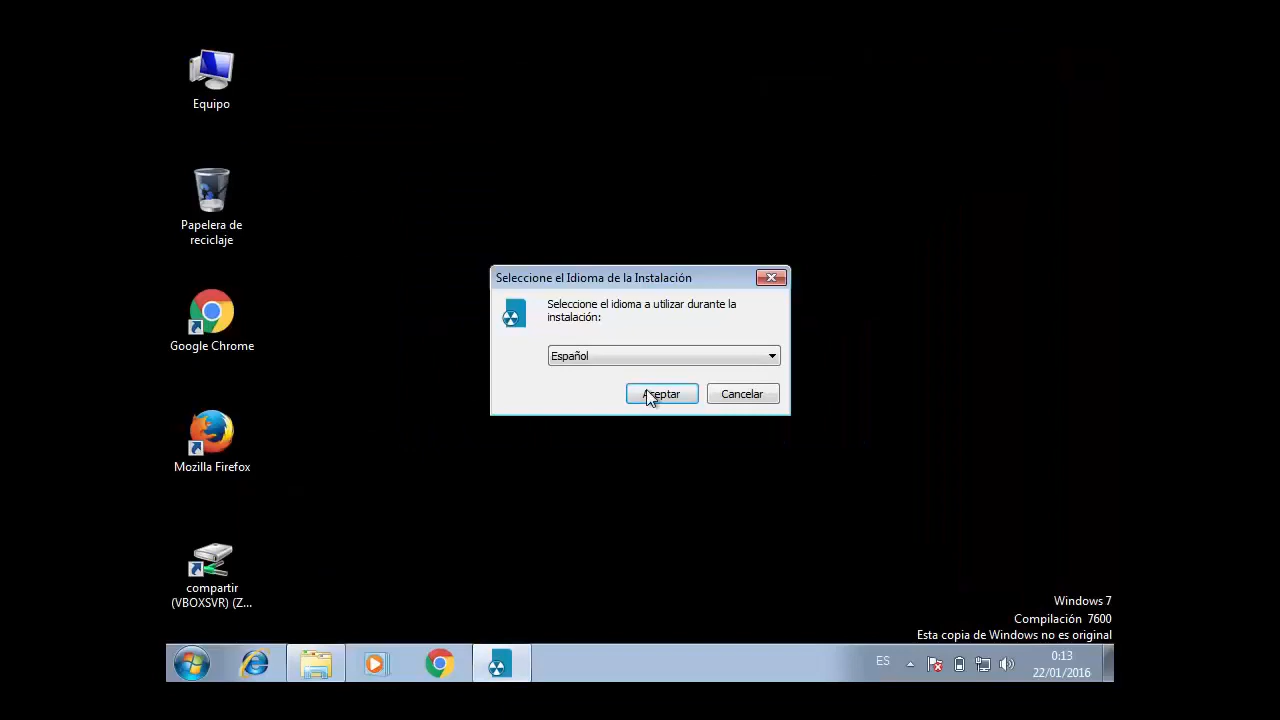 Equipo
Papelera de
reciclaje
Google Chrome
Mozilla Firefox
compartir
(VBOXSVR) (Z...
Seleccione el Idioma de la Instalación
Seleccione el idioma a utilizar durante la
instalación:
Español
Aceptar
Cancelar
Windows 7
Compilación 7600
Esta copia de Windows no es original
ES
0:13
22/01/2016